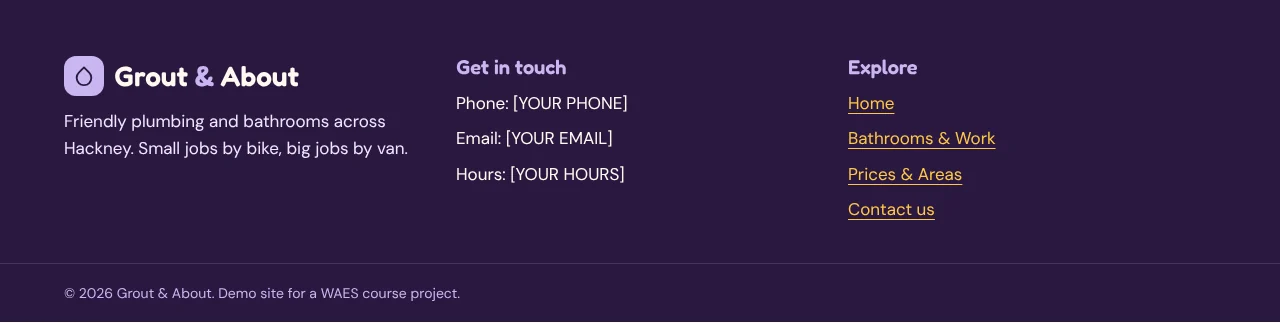 Grout & About
Friendly plumbing and bathrooms across
Hackney. Small jobs by bike, big jobs by van.
Get in touch
Phone: [YOUR PHONE]
Email: [YOUR EMAIL]
Hours: [YOUR HOURS]
Explore
Home
Bathrooms & Work
Prices & Areas
Contact us
© 2026 Grout & About. Demo site for a WAES course project.